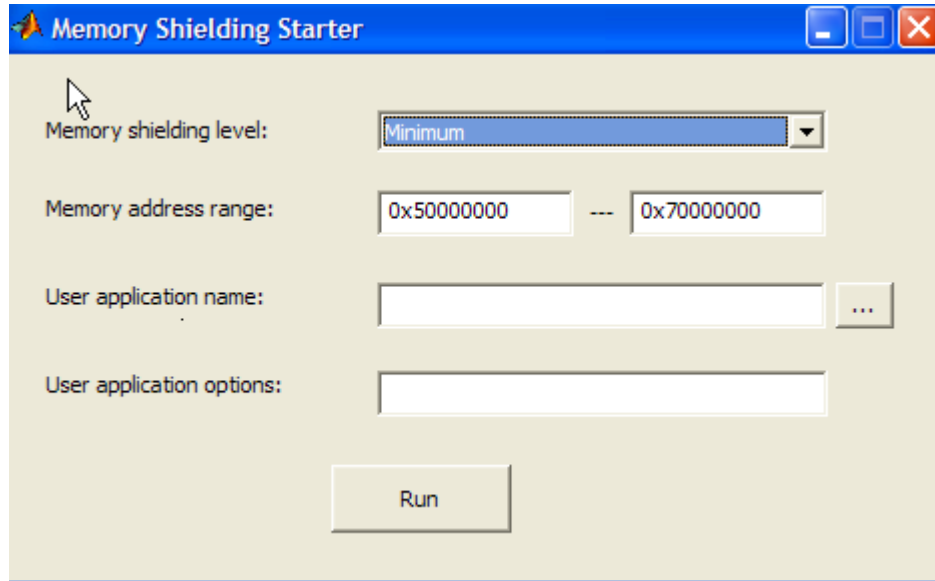 Memory Shielding Starter
Memory shielding level: Minimum
Memory address range: 0x50000000 --- 0x70000000
User application name: ...
User application options:
Run